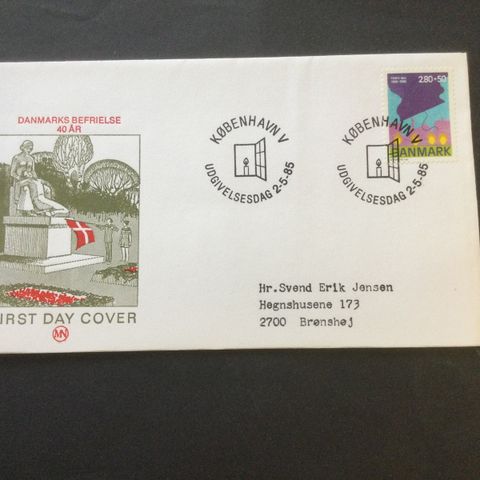 DANMARKS BEFRIELSE
40 ÅR
KØBENHAVN V
UDGIVELSESDAG 2-5-85
KØBENHAVN V
UDGIVELSESDAG 2-5-85
2.80+50
DANMARK
Hr. Svend Erik Jensen
Hegnshusene 173
2700 Brønshøj
IRST DAY COVER
MN